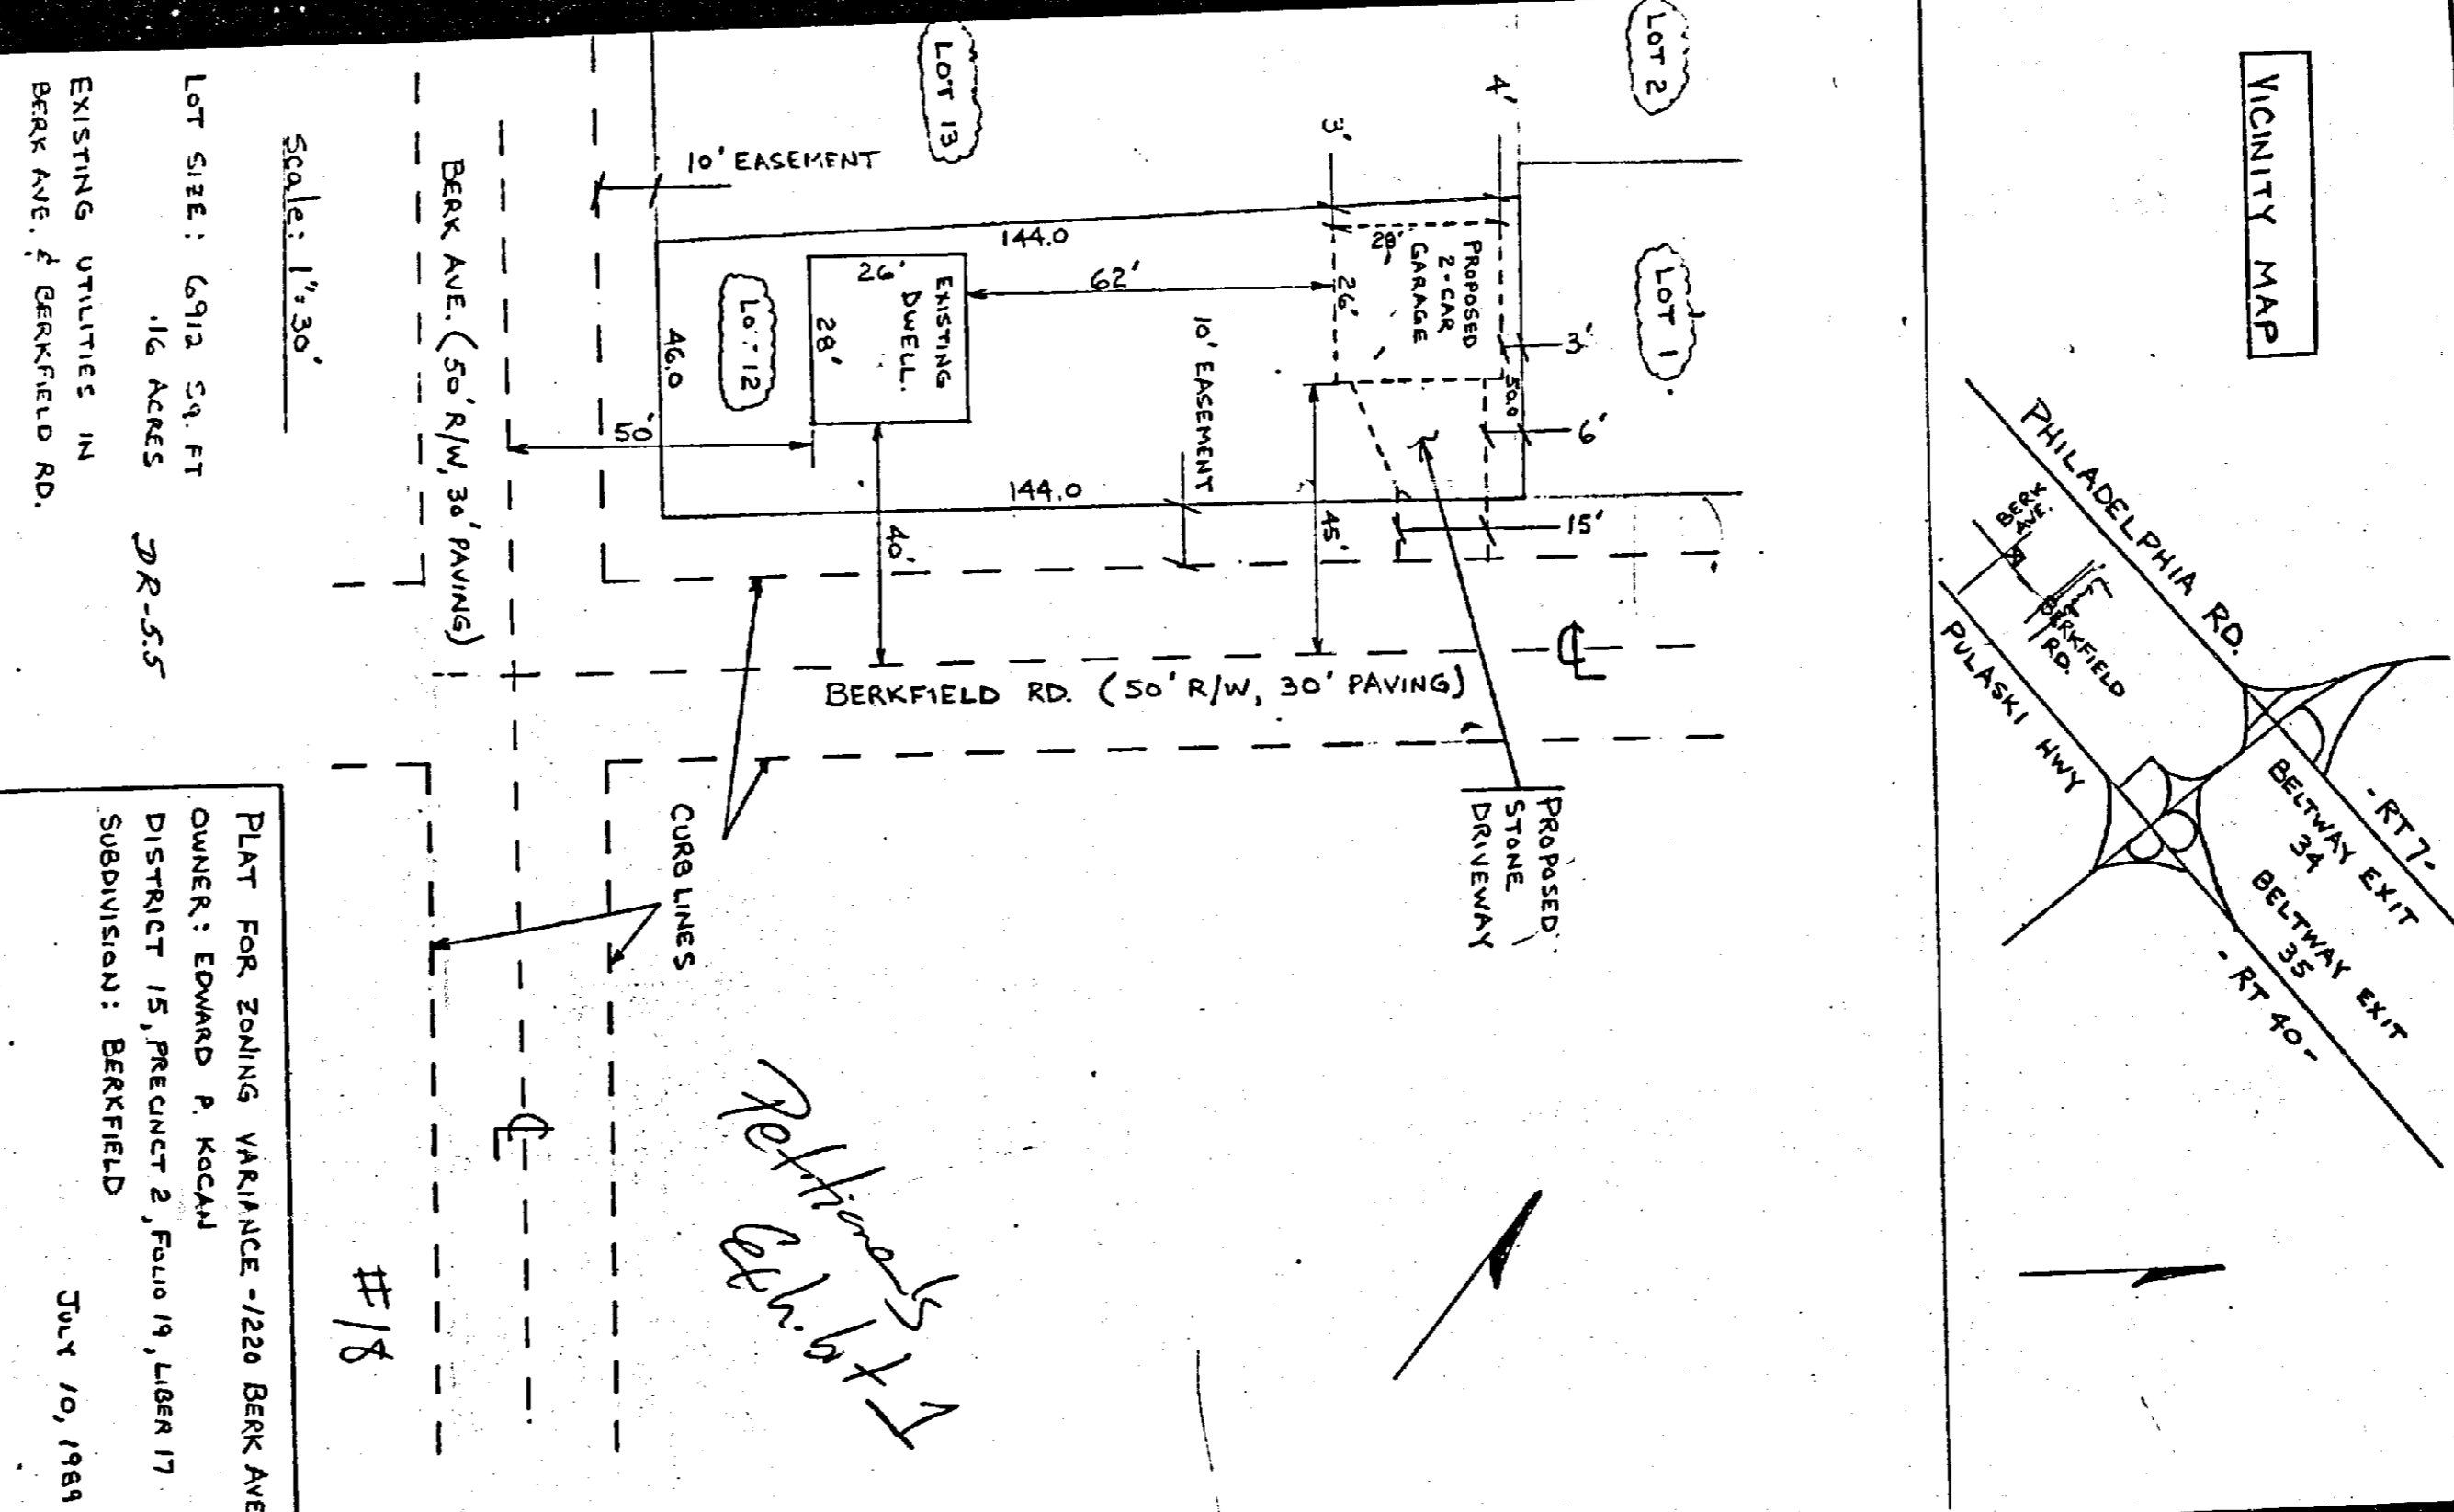 VICINITY MAP
PHILADELPHIA RD.
BERK
AVE.
BERKFIELD
RD.
PULASKI HWY
- RT 7 -
BELTWAY EXIT
34
BELTWAY EXIT
35
- RT 40 -
LOT 2
LOT 1
LOT 13
4'
3'
10' EASEMENT
144.0
PROPOSED
2-CAR
GARAGE
28'
26'
3'
50.0
6'
62'
EXISTING
DWELL.
26'
28'
LOT 12
46.0
50'
10' EASEMENT
144.0
40'
45'
15'
BERKFIELD RD. (50' R/W, 30' PAVING)
BERK AVE. (50' R/W, 30' PAVING)
PROPOSED
STONE
DRIVEWAY
CURB LINES
Scale: 1"=30'
LOT SIZE: 6912 SQ. FT
.16 ACRES
DR-5.5
EXISTING UTILITIES IN
BERK AVE. & BERKFIELD RD.
Petitioner's
Exhibit 1
#18
PLAT FOR ZONING VARIANCE -1220 BERK AVE
OWNER: EDWARD P. KOCAN
DISTRICT 15, PRECINCT 2, FOLIO 19, LIBER 17
SUBDIVISION: BERKFIELD
JULY 10, 1989